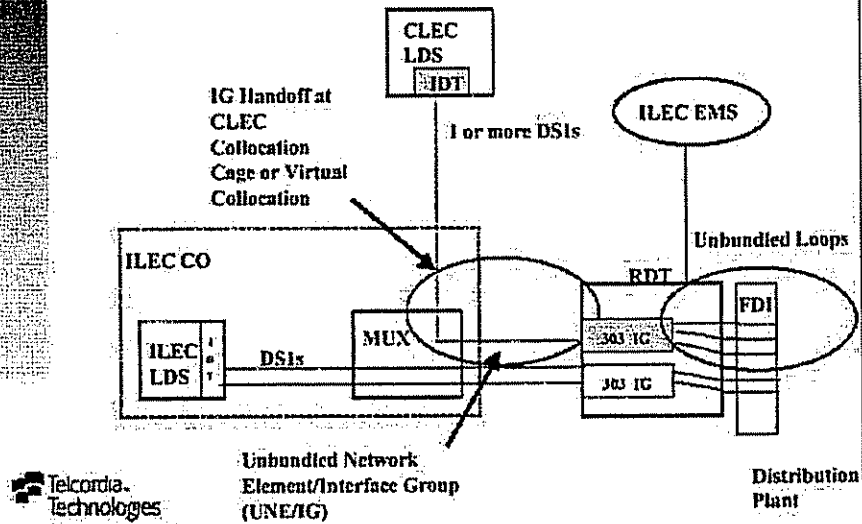 CLEC
LDS
IDT
IG Handoff at
CLEC
Collocation
Cage or Virtual
Collocation
1 or more DS1s
ILEC EMS
Unbundled Loops
ILEC CO
RDT
FDI
MUX
303 IG
ILEC
LDS
IDT
DS1s
303 IG
Unbundled Network
Element/Interface Group
(UNE/IG)
Distribution
Plant
Telcordia™
Technologies